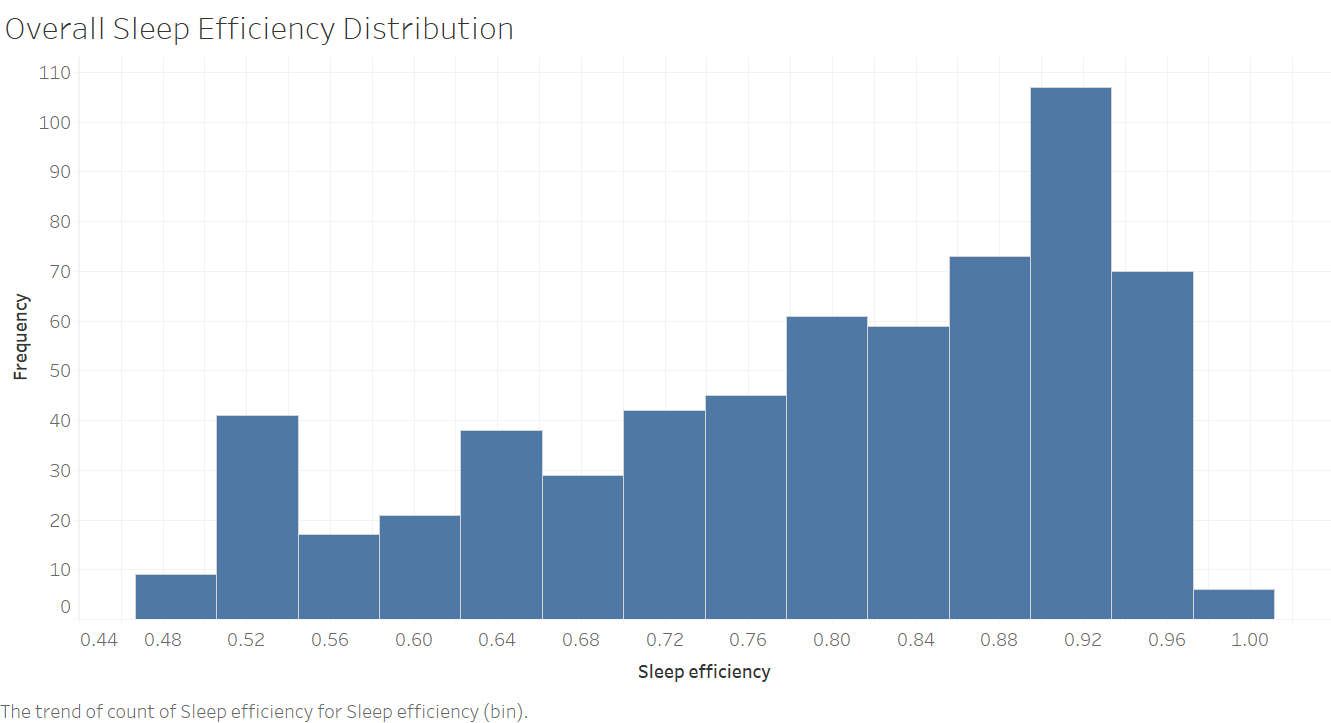 Overall Sleep Efficiency Distribution
110
100
90
80
70
60
50
40
30
20
10
0
Frequency
0.44 0.48 0.52 0.56 0.60 0.64 0.68 0.72 0.76 0.80 0.84 0.88 0.92 0.96 1.00
Sleep efficiency
The trend of count of Sleep efficiency for Sleep efficiency (bin).